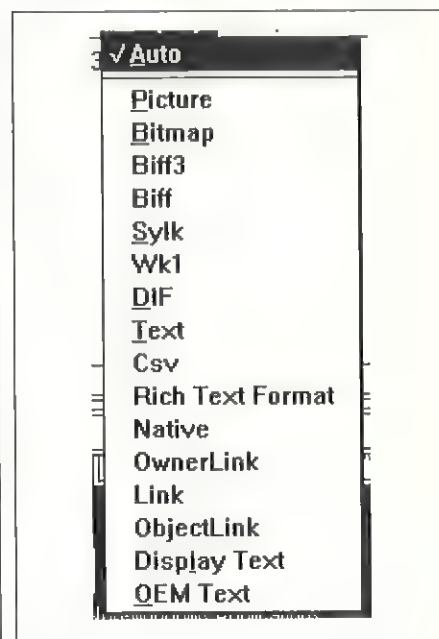 ✓Auto
Picture
Bitmap
Biff3
Biff
Sylk
Wk1
DIF
Text
Csv
Rich Text Format
Native
OwnerLink
Link
ObjectLink
Display Text
OEM Text